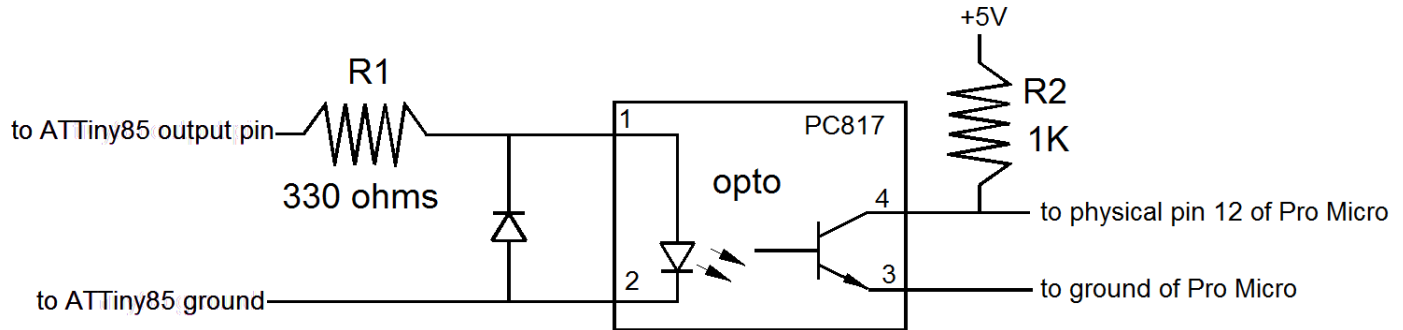 +5V
R1
R2
1K
to ATTiny85 output pin
1
PC817
330 ohms
opto
4
to physical pin 12 of Pro Micro
2
3
to ATTiny85 ground
to ground of Pro Micro